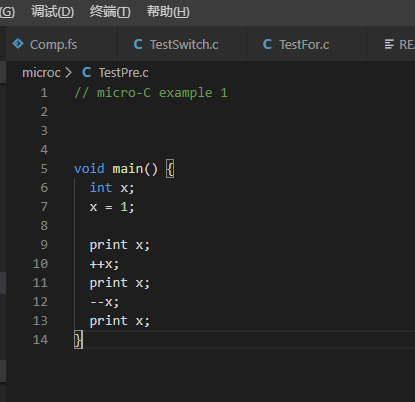 (G) 调试(D) 终端(T) 帮助(H)
Comp.fs C TestSwitch.c C TestFor.c REA
microc > C TestPre.c
1 // micro-C example 1
2
3
4
5 void main() {
6 int x;
7 x = 1;
8
9 print x;
10 ++x;
11 print x;
12 --x;
13 print x;
14 }